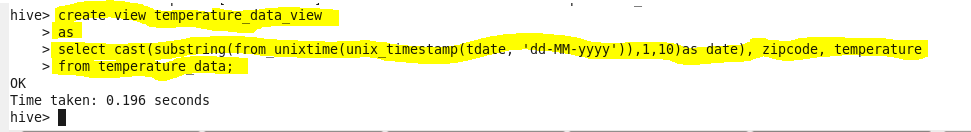 hive> create view temperature_data_view
    > as
    > select cast(substring(from_unixtime(unix_timestamp(tdate, 'dd-MM-yyyy')),1,10)as date), zipcode, temperature
    > from temperature_data;
OK
Time taken: 0.196 seconds
hive>